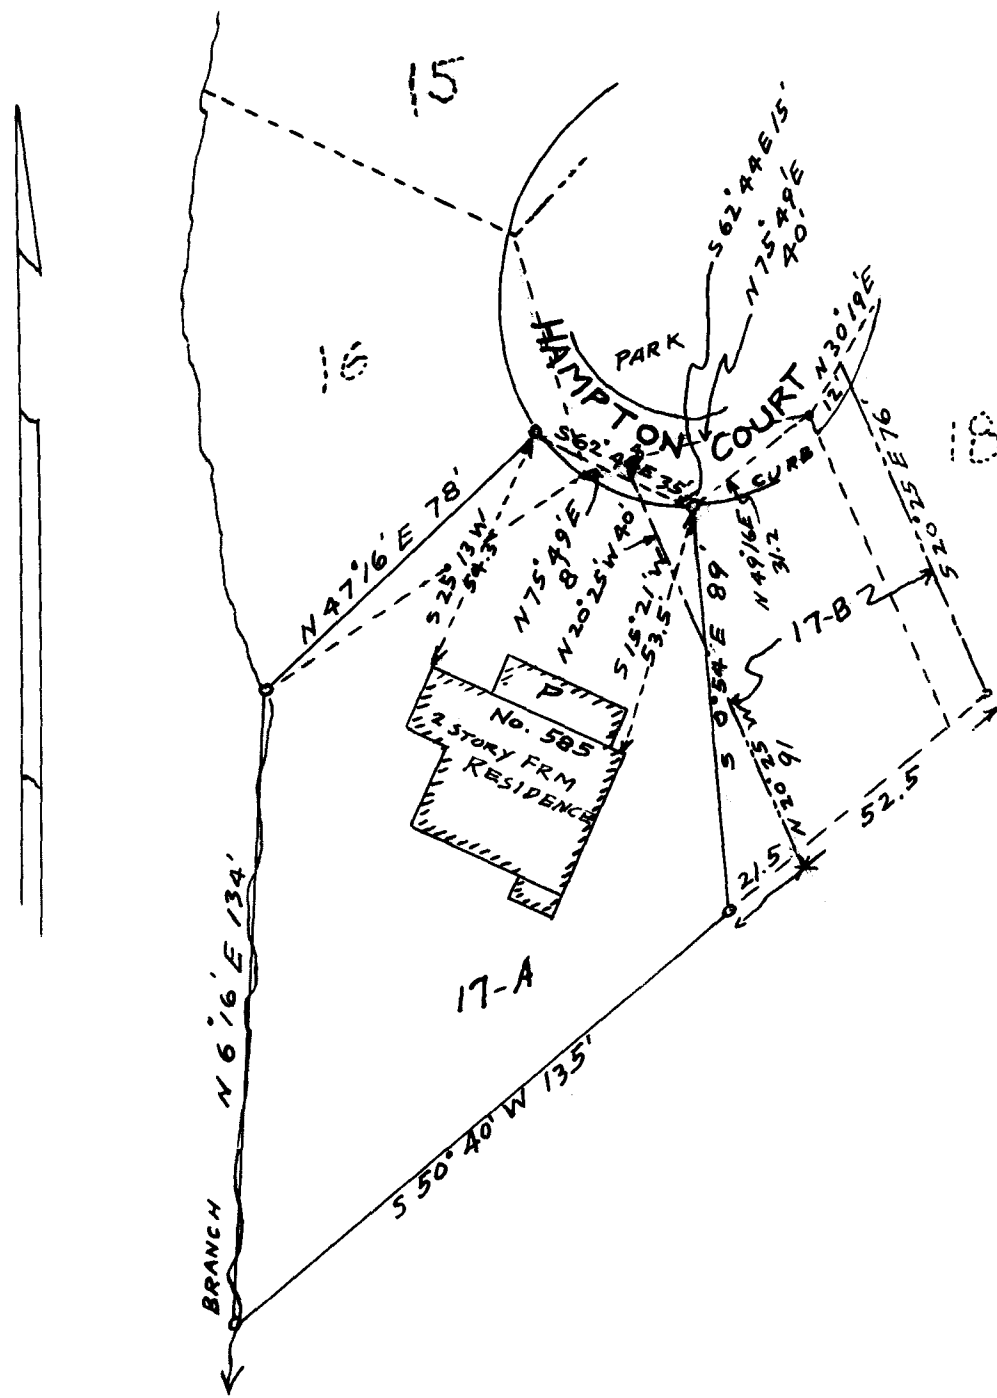 15
S 62° 44 E 15'
N 75° 49' E
40'
16
PARK
HAMPTON COURT
N 30° 19' E
12.7
18
S 62° 44' E 35'
CURB
S 20° 25 E 76'
N 47° 16' E 78'
S 25° 13 W
54.3'
N 75° 49' E
8'
N 20° 25' W 40'
S 15° 21' W
53.5'
N 49° 16 E
31.2
17-B
S 0° 54' E 89'
N 20° 25 W
91
P
No. 585
2 STORY FRM
RESIDENCE
52.5
21.5
N 6° 16' E 134'
17-A
S 50° 40' W 135'
BRANCH